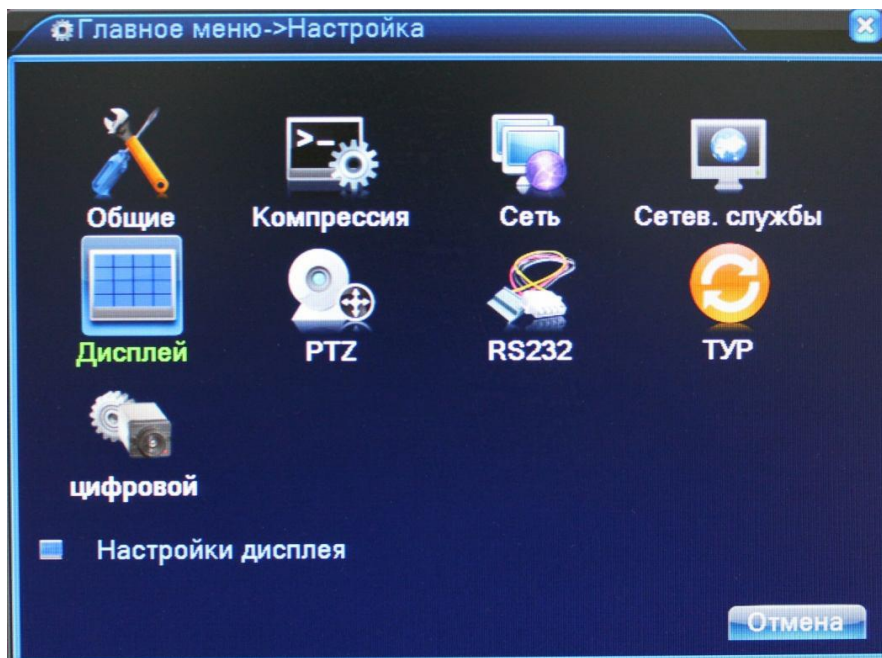 Главное меню->Настройка
Общие Компрессия Сеть Сетев. службы
Дисплей PTZ RS232 ТУР
цифровой
Настройки дисплея
Отмена